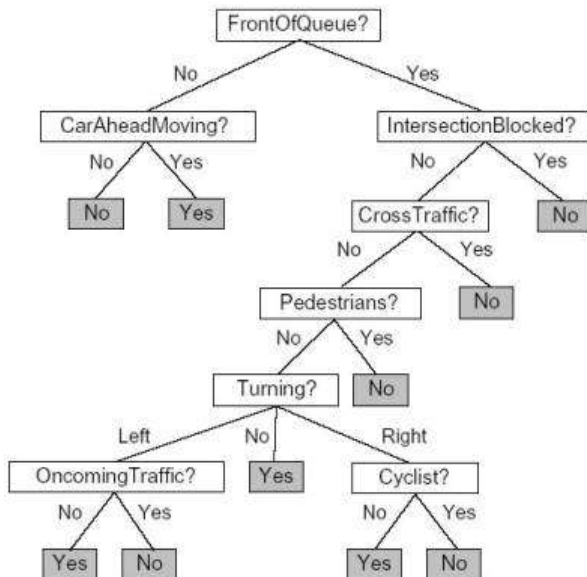 FrontOfQueue?
No Yes
CarAheadMoving? IntersectionBlocked?
No Yes No Yes
No Yes CrossTraffic? No
No Yes
Pedestrians? No
No Yes
Turning? No
Left No Right
OncomingTraffic? Yes Cyclist?
No Yes No Yes
Yes No Yes No